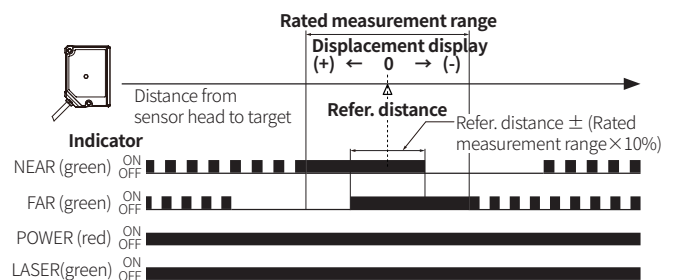 Rated measurement range
Displacement display
(+) ← 0 → (-)
Distance from
sensor head to target
Refer. distance
Refer. distance ± (Rated
measurement range×10%)
Indicator
NEAR (green) ON
OFF
FAR (green) ON
OFF
POWER (red) ON
OFF
LASER(green) ON
OFF